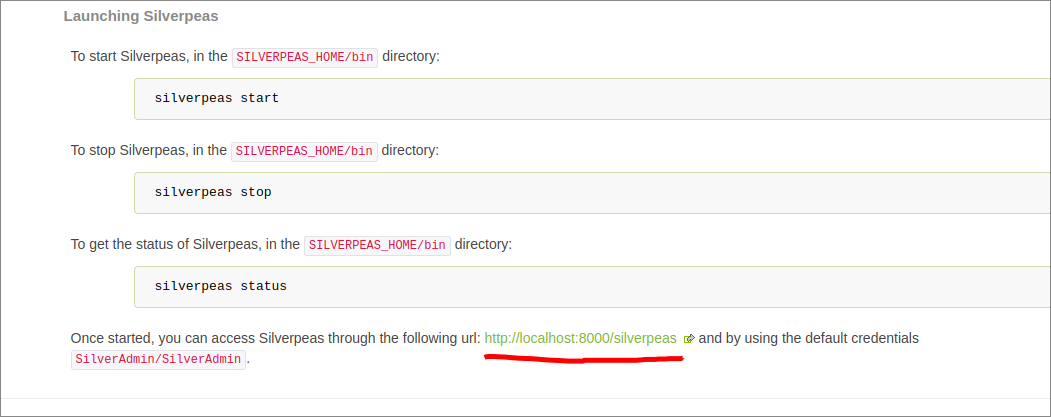 Launching Silverpeas
To start Silverpeas, in the SILVERPEAS_HOME/bin directory:
silverpeas start
To stop Silverpeas, in the SILVERPEAS_HOME/bin directory:
silverpeas stop
To get the status of Silverpeas, in the SILVERPEAS_HOME/bin directory:
silverpeas status
Once started, you can access Silverpeas through the following url: http://localhost:8000/silverpeas and by using the default credentials
SilverAdmin/SilverAdmin.